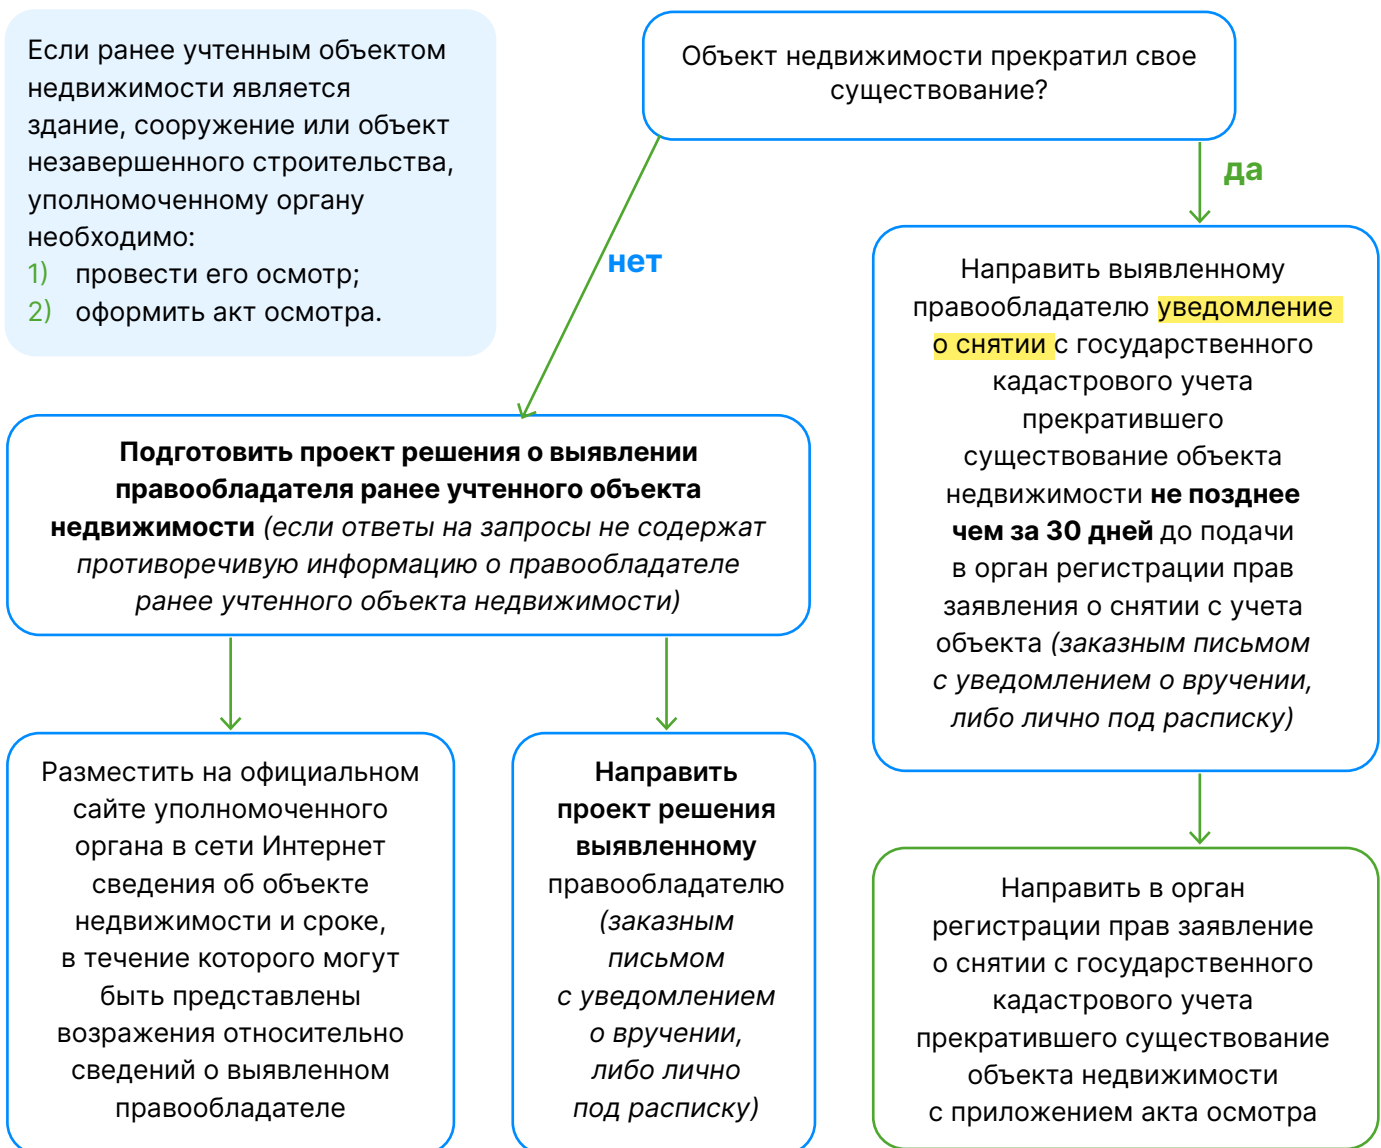 Если ранее учтенным объектом
недвижимости является
здание, сооружение или объект
незавершенного строительства,
уполномоченному органу
необходимо:
1) провести его осмотр;
2) оформить акт осмотра.
Объект недвижимости прекратил свое
существование?
да
нет
Направить выявленному
правообладателю уведомление
о снятии с государственного
кадастрового учета
прекратившего
существование объекта
недвижимости не позднее
чем за 30 дней до подачи
в орган регистрации прав
заявления о снятии с учета
объекта (заказным письмом
с уведомлением о вручении,
либо лично под расписку)
Подготовить проект решения о выявлении
правообладателя ранее учтенного объекта
недвижимости (если ответы на запросы не содержат
противоречивую информацию о правообладателе
ранее учтенного объекта недвижимости)
Разместить на официальном
сайте уполномоченного
органа в сети Интернет
сведения об объекте
недвижимости и сроке,
в течение которого могут
быть представлены
возражения относительно
сведений о выявленном
правообладателе
Направить
проект решения
выявленному
правообладателю
(заказным
письмом
с уведомлением
о вручении,
либо лично
под расписку)
Направить в орган
регистрации прав заявление
о снятии с государственного
кадастрового учета
прекратившего существование
объекта недвижимости
с приложением акта осмотра